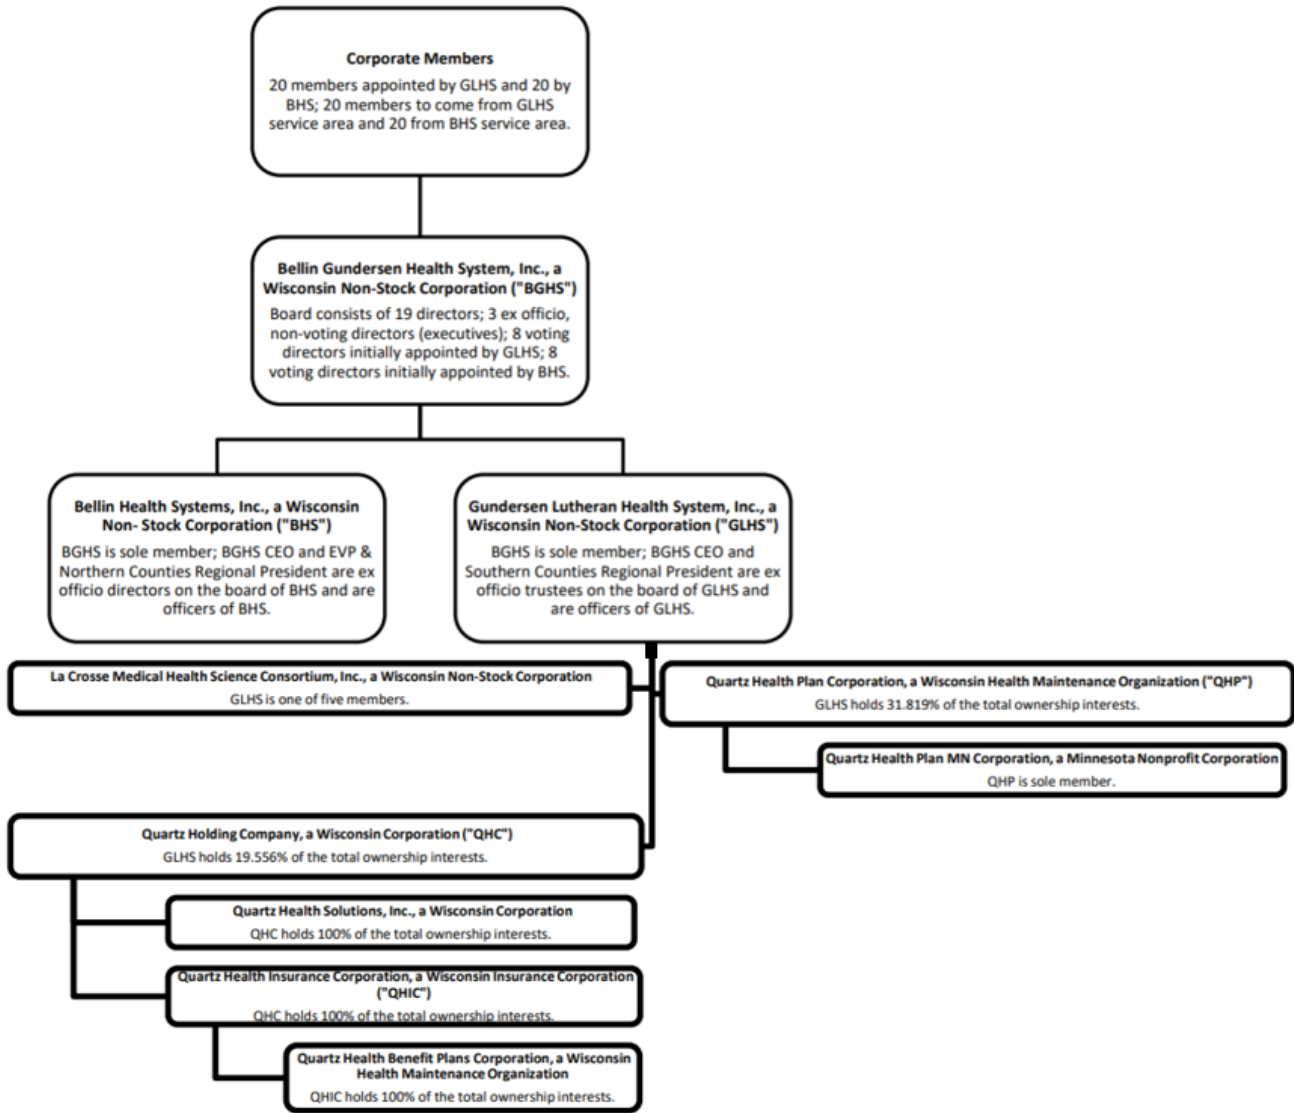 Corporate Members
20 members appointed by GLHS and 20 by
BHS; 20 members to come from GLHS
service area and 20 from BHS service area.
Bellin Gundersen Health System, Inc., a
Wisconsin Non-Stock Corporation ("BGHS")
Board consists of 19 directors; 3 ex officio,
non-voting directors (executives); 8 voting
directors initially appointed by GLHS; 8
voting directors initially appointed by BHS.
Bellin Health Systems, Inc., a Wisconsin
Non- Stock Corporation ("BHS")
BGHS is sole member; BGHS CEO and EVP &
Northern Counties Regional President are ex
officio directors on the board of BHS and are
officers of BHS.
Gundersen Lutheran Health System, Inc., a
Wisconsin Non-Stock Corporation ("GLHS")
BGHS is sole member; BGHS CEO and
Southern Counties Regional President are ex
officio trustees on the board of GLHS and
are officers of GLHS.
La Crosse Medical Health Science Consortium, Inc., a Wisconsin Non-Stock Corporation
GLHS is one of five members.
Quartz Health Plan Corporation, a Wisconsin Health Maintenance Organization ("QHP")
GLHS holds 31.819% of the total ownership interests.
Quartz Health Plan MN Corporation, a Minnesota Nonprofit Corporation
QHP is sole member.
Quartz Holding Company, a Wisconsin Corporation ("QHC")
GLHS holds 19.556% of the total ownership interests.
Quartz Health Solutions, Inc., a Wisconsin Corporation
QHC holds 100% of the total ownership interests.
Quartz Health Insurance Corporation, a Wisconsin Insurance Corporation
("QHIC")
QHC holds 100% of the total ownership interests.
Quartz Health Benefit Plans Corporation, a Wisconsin
Health Maintenance Organization
QHIC holds 100% of the total ownership interests.